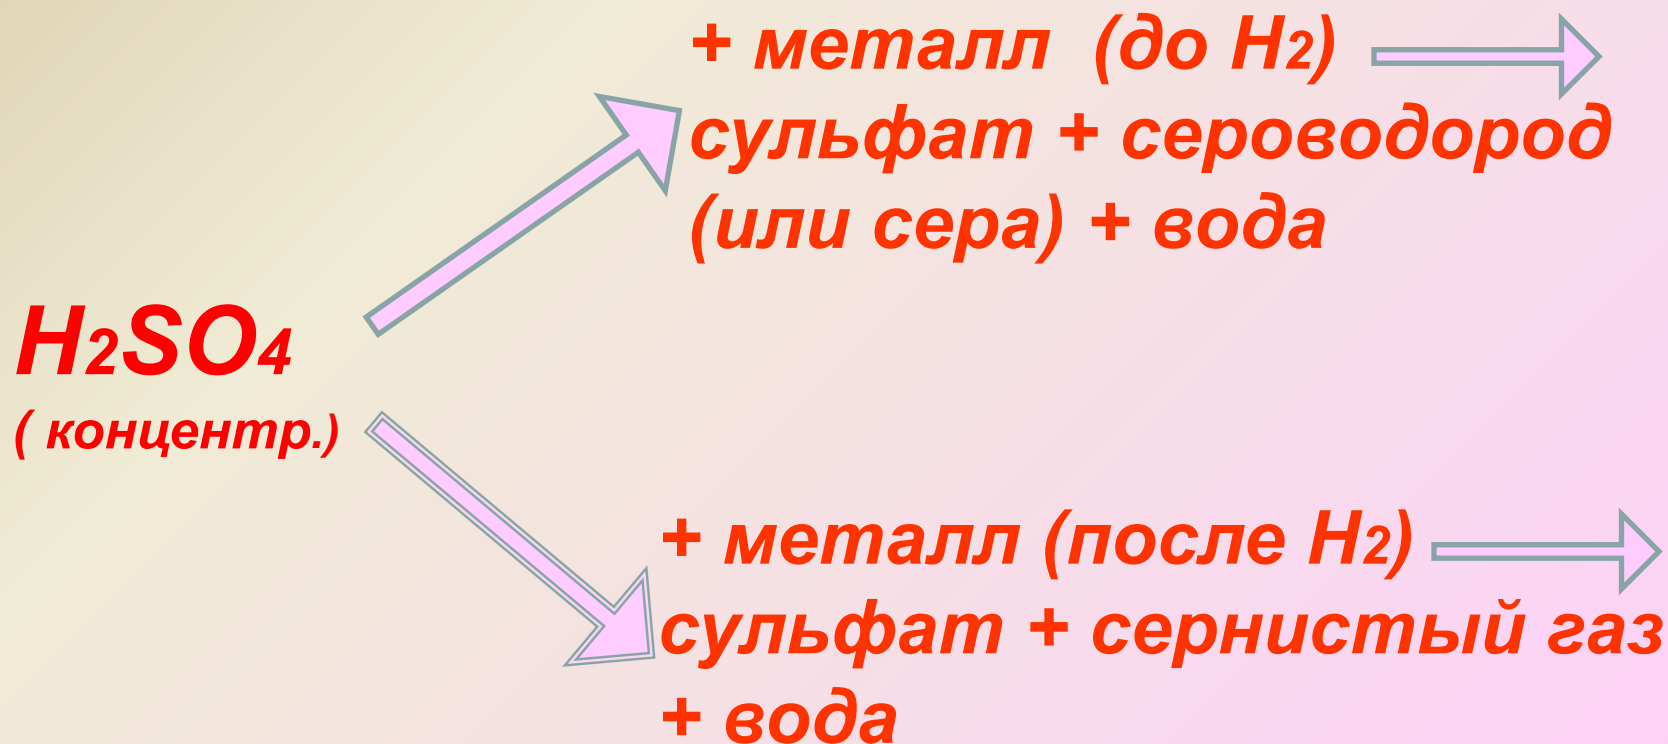 + металл (до H2)
сульфат + сероводород
(или сера) + вода
H2SO4
( концентр.)
+ металл (после H2)
сульфат + сернистый газ
+ вода